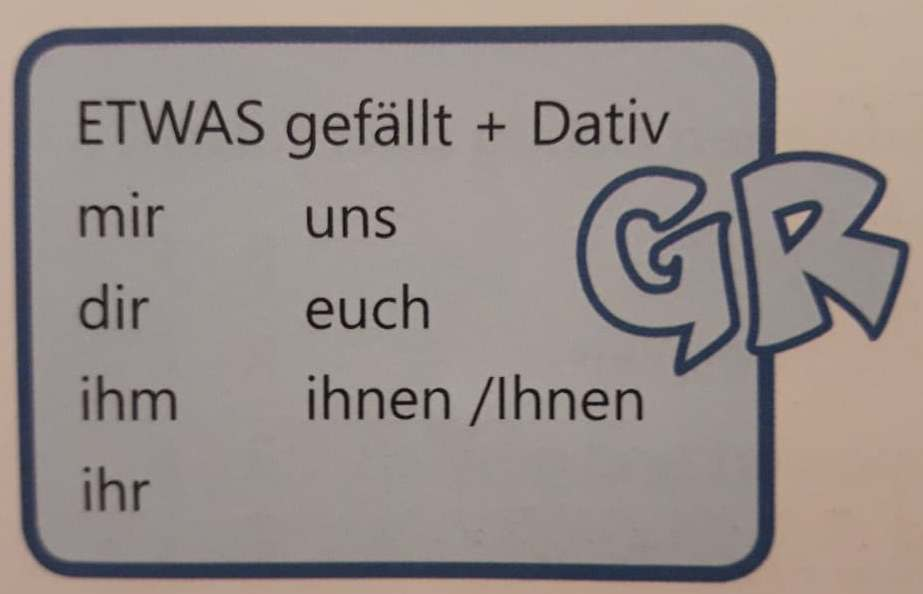 ETWAS gefällt + Dativ
mir uns
dir euch
ihm ihnen /Ihnen
ihr
GR